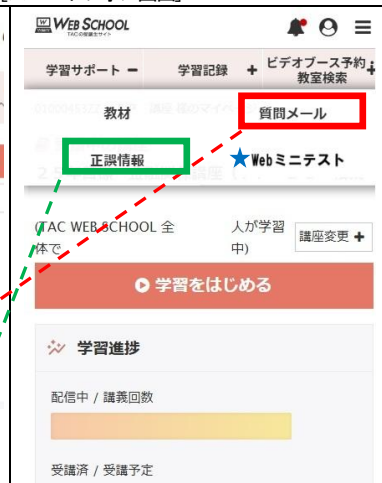 WEB SCHOOL
TACの授業サイト
学習サポート −
学習記録 +
ビデオブース予約・教室検索 +
教材
質問メール
正誤情報
★Webミニテスト
(TAC WEB SCHOOL 全体で
人が学習中)
講座変更 +
学習をはじめる
学習進捗
配信中 / 講義回数
受講済 / 受講予定